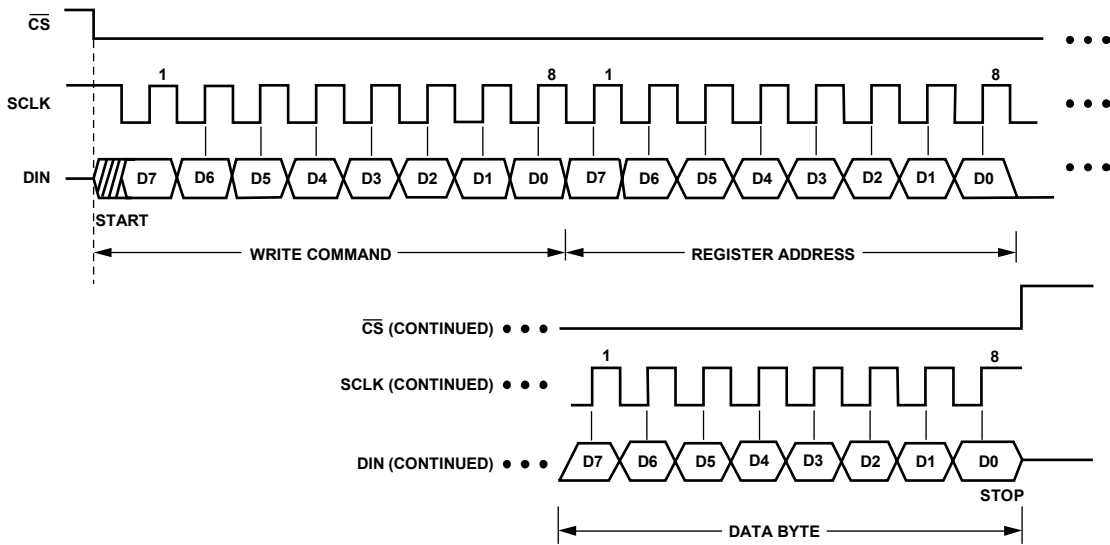 CS
1 8 1 8
SCLK
DIN D7 D6 D5 D4 D3 D2 D1 D0 D7 D6 D5 D4 D3 D2 D1 D0
START
WRITE COMMAND REGISTER ADDRESS
CS (CONTINUED)
1 8
SCLK (CONTINUED)
DIN (CONTINUED) D7 D6 D5 D4 D3 D2 D1 D0
STOP
DATA BYTE